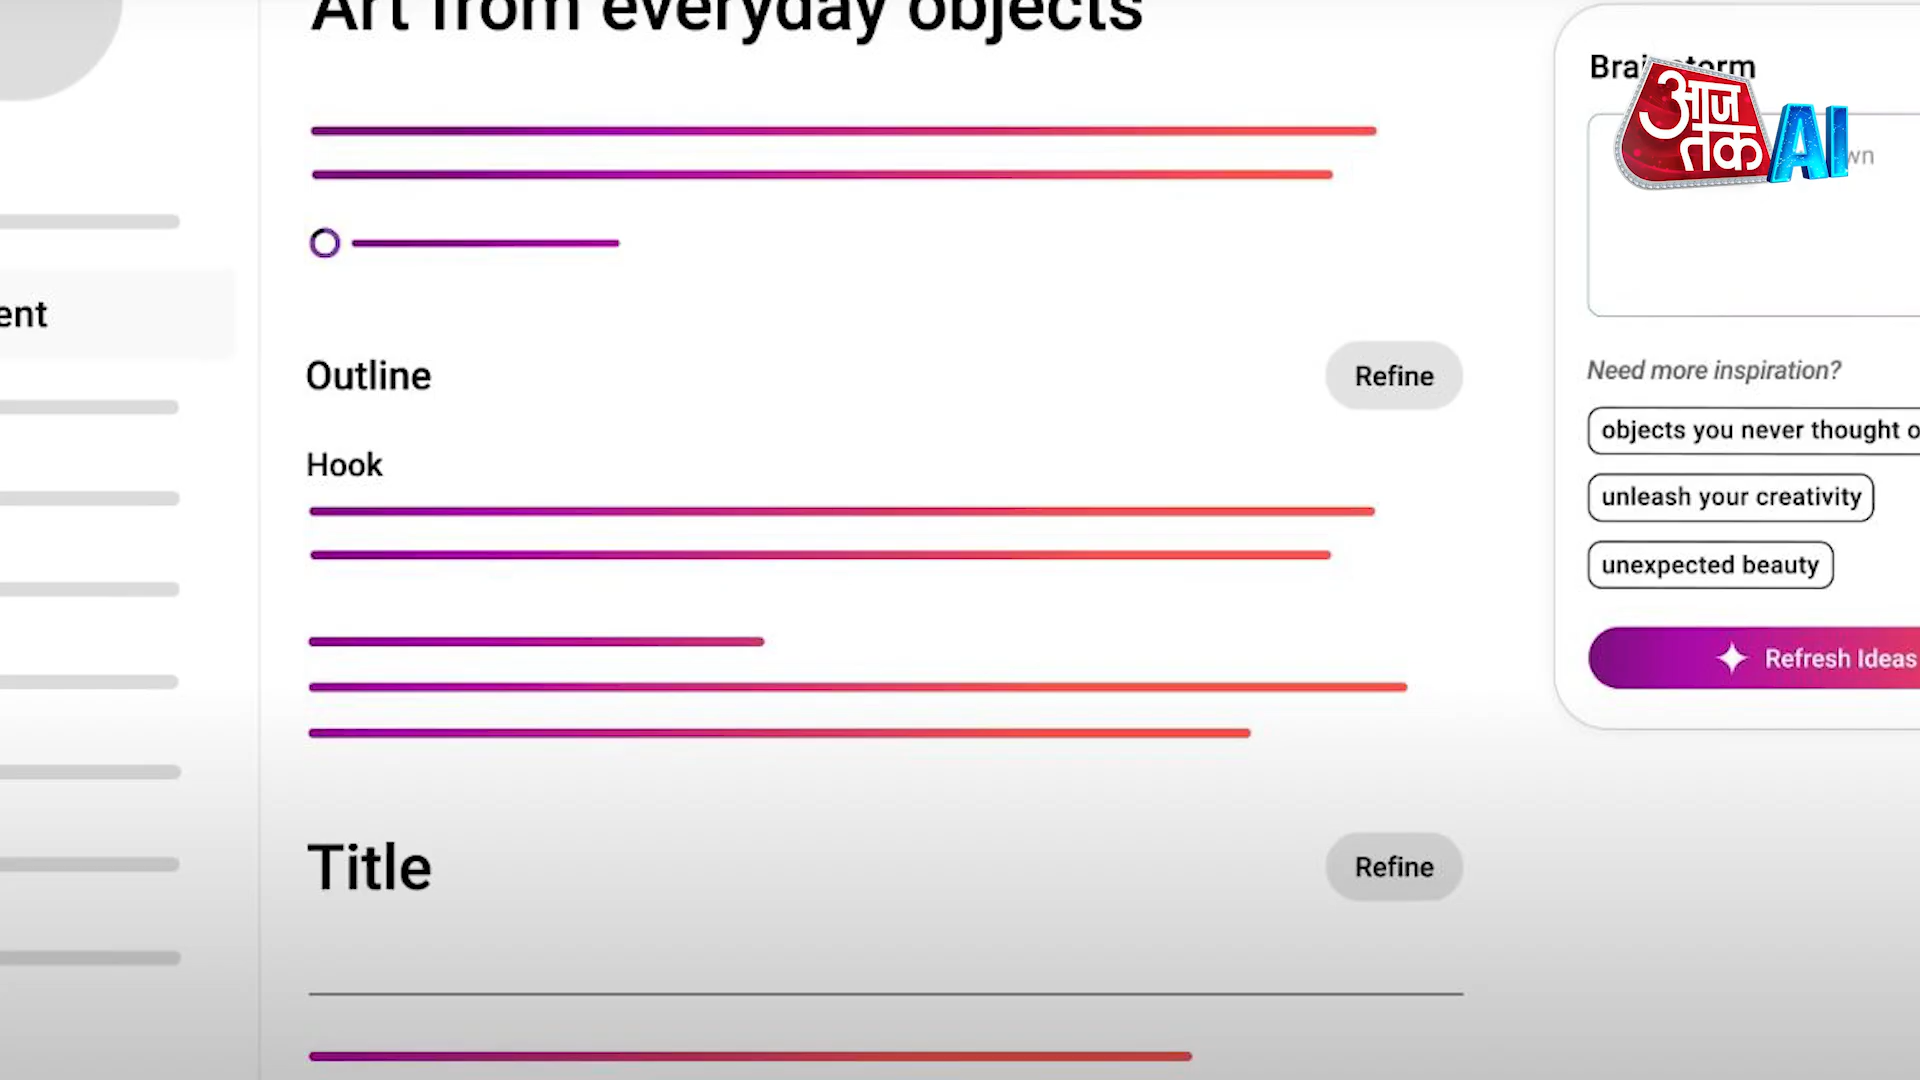 Art from everyday objects
Brainstorm
आज
तक
AI
Outline
Refine
Hook
Need more inspiration?
objects you never thought
unleash your creativity
unexpected beauty
Refresh Ideas
Title
Refine